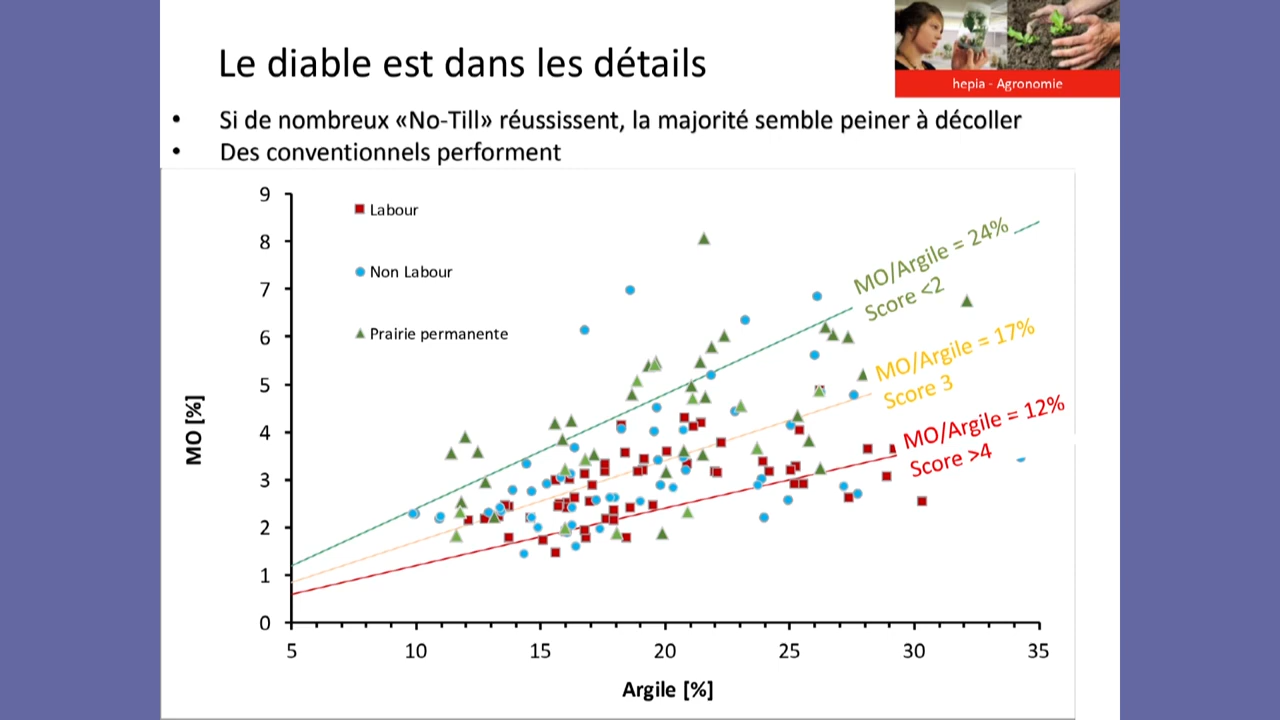 Le diable est dans les détails
hepia - Agronomie
• Si de nombreux «No-Till» réussissent, la majorité semble peiner à décoller
• Des conventionnels performent
9
8
7
6
5
4
3
2
1
0
MO [%]
Labour
Non Labour
Prairie permanente
MO/Argile = 24%
Score <2
MO/Argile = 17%
Score 3
MO/Argile = 12%
Score >4
5 10 15 20 25 30 35
Argile [%]